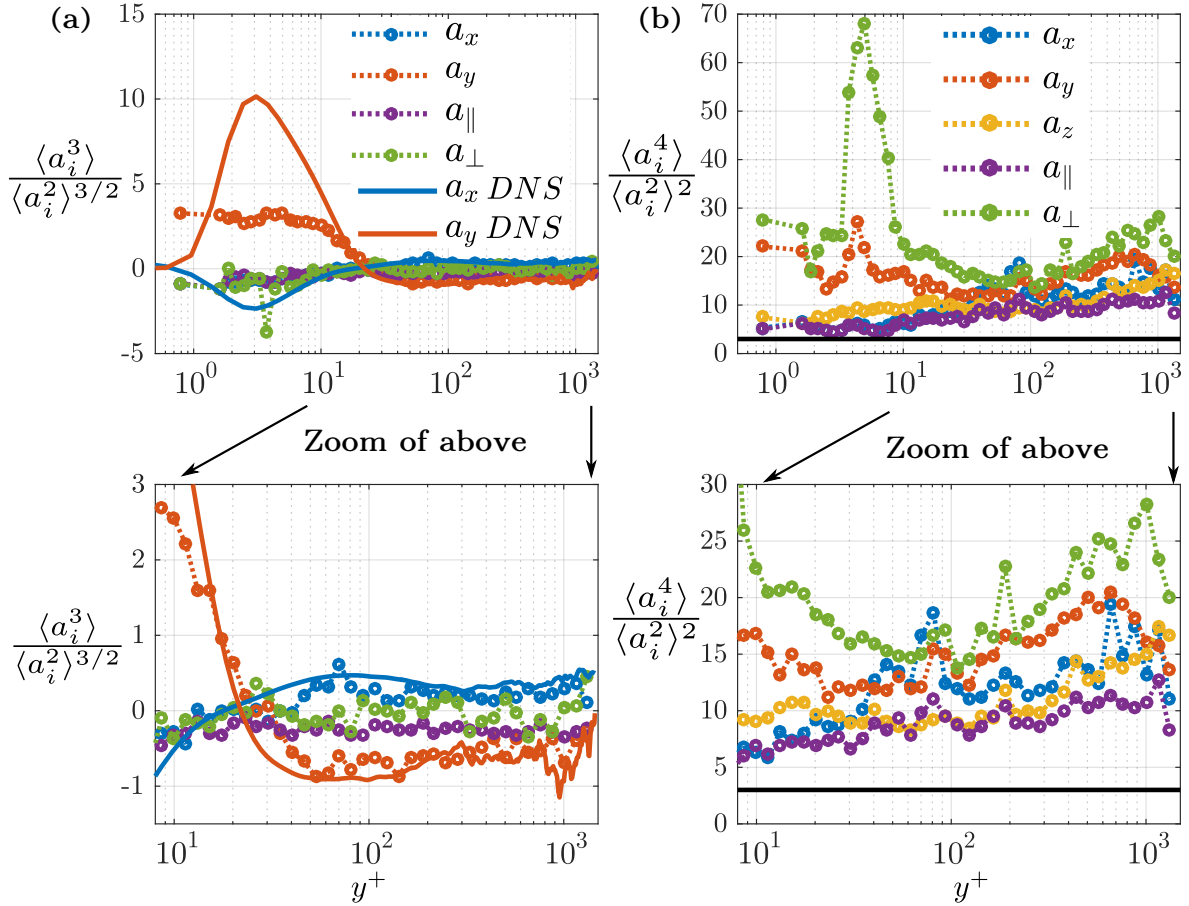 (a)
15
10
5
0
-5
⟨a_i^3⟩
⟨a_i^2⟩^{3/2}
a_x
a_y
a_∥
a_⊥
a_x DNS
a_y DNS
10^0
10^1
10^2
10^3
(b)
70
60
50
40
30
20
10
0
⟨a_i^4⟩
⟨a_i^2⟩^2
a_x
a_y
a_z
a_∥
a_⊥
10^0
10^1
10^2
10^3
Zoom of above
Zoom of above
3
2
1
0
-1
⟨a_i^3⟩
⟨a_i^2⟩^{3/2}
10^1
10^2
10^3
y^+
30
25
20
15
10
5
0
⟨a_i^4⟩
⟨a_i^2⟩^2
10^1
10^2
10^3
y^+